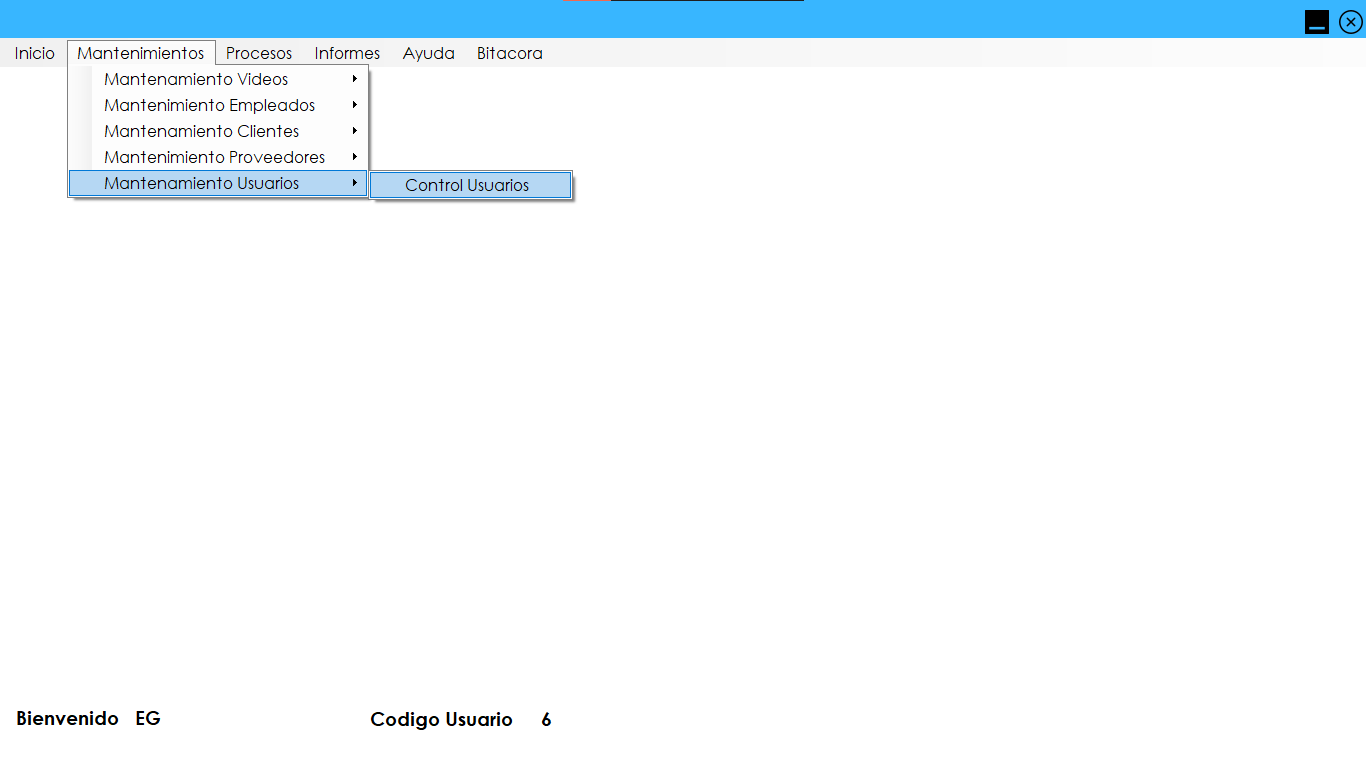 Inicio Mantenimientos Procesos Informes Ayuda Bitacora
Mantenamiento Videos
Mantenimiento Empleados
Mantenamiento Clientes
Mantenimiento Proveedores
Mantenamiento Usuarios
Control Usuarios
Bienvenido EG
Codigo Usuario 6